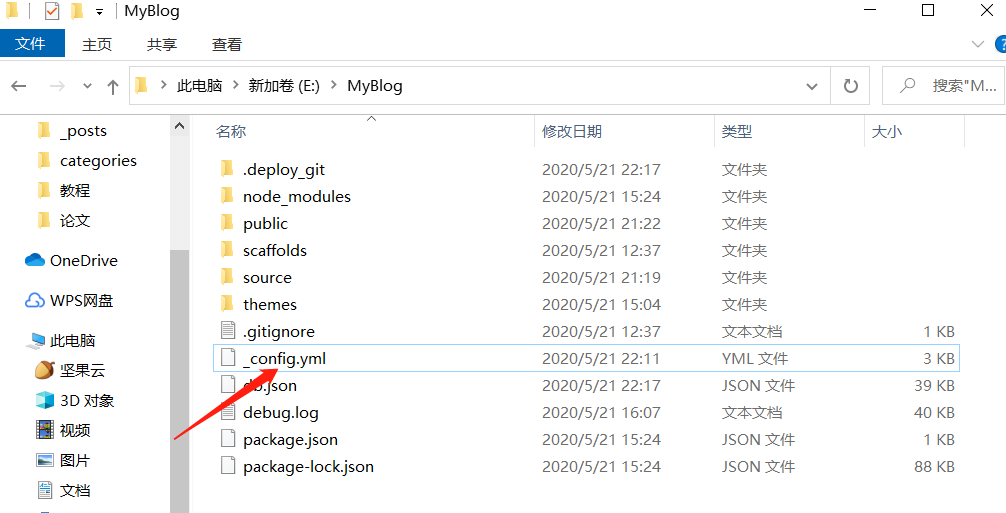 MyBlog
文件 主页 共享 查看
此电脑 新加卷 (E:) MyBlog 搜索"M...
_posts
categories
教程
论文
OneDrive
WPS网盘
此电脑
坚果云
3D 对象
视频
图片
文档
名称 修改日期 类型 大小
.deploy_git 2020/5/21 22:17 文件夹
node_modules 2020/5/21 15:24 文件夹
public 2020/5/21 21:22 文件夹
scaffolds 2020/5/21 12:37 文件夹
source 2020/5/21 21:19 文件夹
themes 2020/5/21 15:04 文件夹
.gitignore 2020/5/21 12:37 文本文档 1 KB
_config.yml 2020/5/21 22:11 YML 文件 3 KB
db.json 2020/5/21 22:17 JSON 文件 39 KB
debug.log 2020/5/21 16:07 文本文档 40 KB
package.json 2020/5/21 15:24 JSON 文件 1 KB
package-lock.json 2020/5/21 15:24 JSON 文件 88 KB